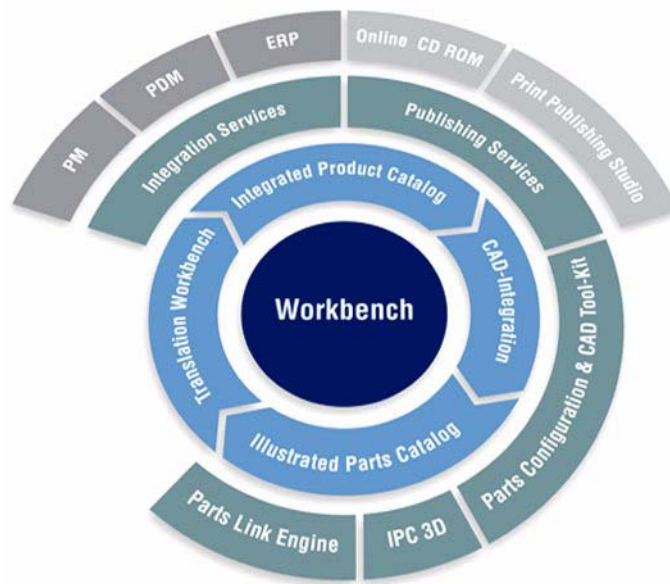 ERP
Online CD ROM
PDM
Print Publishing Studio
PM
Integration Services
Publishing Services
Integrated Product Catalog
Translation Workbench
CAD-Integration
Workbench
Parts Configuration & CAD Tool-Kit
Illustrated Parts Catalog
Parts Link Engine
IPC 3D